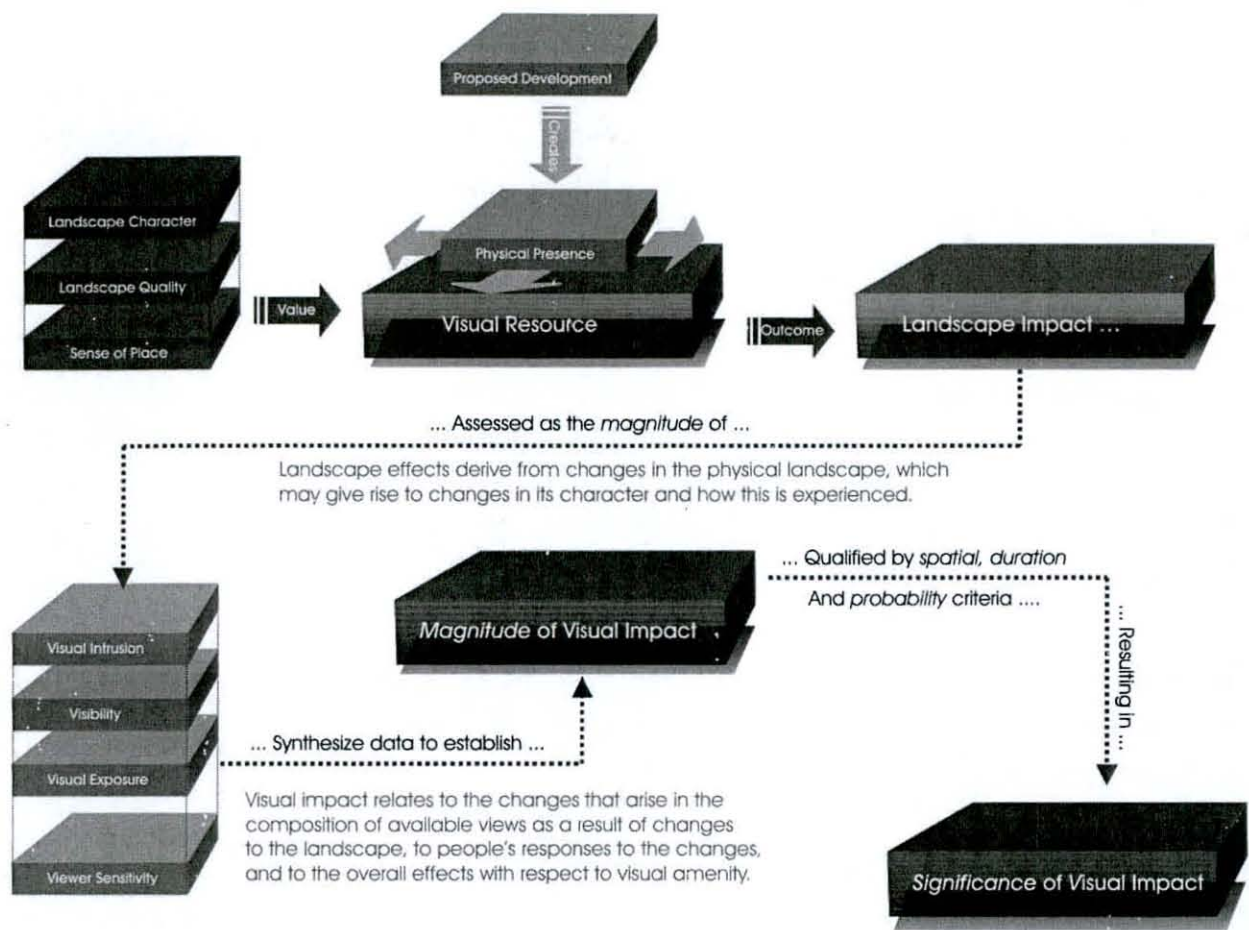 Proposed Development
Creates
Landscape Character
Landscape Quality
Sense of Place
Value
Physical Presence
Visual Resource
Outcome
Landscape Impact ...
... Assessed as the magnitude of ...
Landscape effects derive from changes in the physical landscape, which
may give rise to changes in its character and how this is experienced.
Visual Intrusion
Visibility
Visual Exposure
Viewer Sensitivity
... Synthesize data to establish ...
Visual impact relates to the changes that arise in the
composition of available views as a result of changes
to the landscape, to people's responses to the changes,
and to the overall effects with respect to visual amenity.
Magnitude of Visual Impact
... Qualified by spatial, duration
And probability criteria ....
... Resulting in ...
Significance of Visual Impact